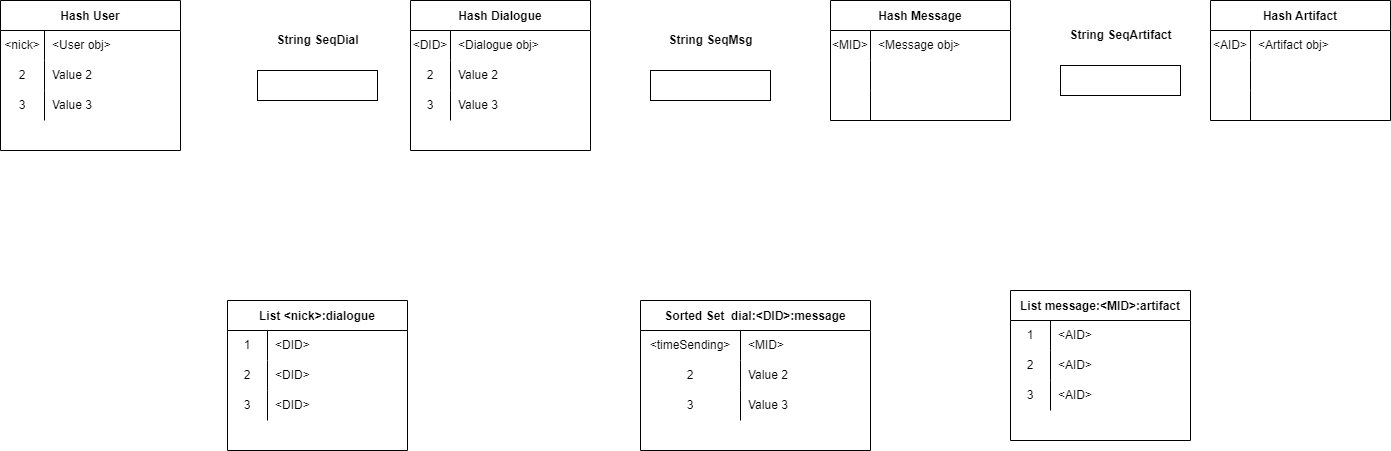 Hash User
<nick> <User obj>
2 Value 2
3 Value 3
String SeqDial
Hash Dialogue
<DID> <Dialogue obj>
2 Value 2
3 Value 3
String SeqMsg
Hash Message
<MID> <Message obj>
String SeqArtifact
Hash Artifact
<AID> <Artifact obj>
List <nick>:dialogue
1 <DID>
2 <DID>
3 <DID>
Sorted Set dial:<DID>:message
<timeSending> <MID>
2 Value 2
3 Value 3
List message:<MID>:artifact
1 <AID>
2 <AID>
3 <AID>